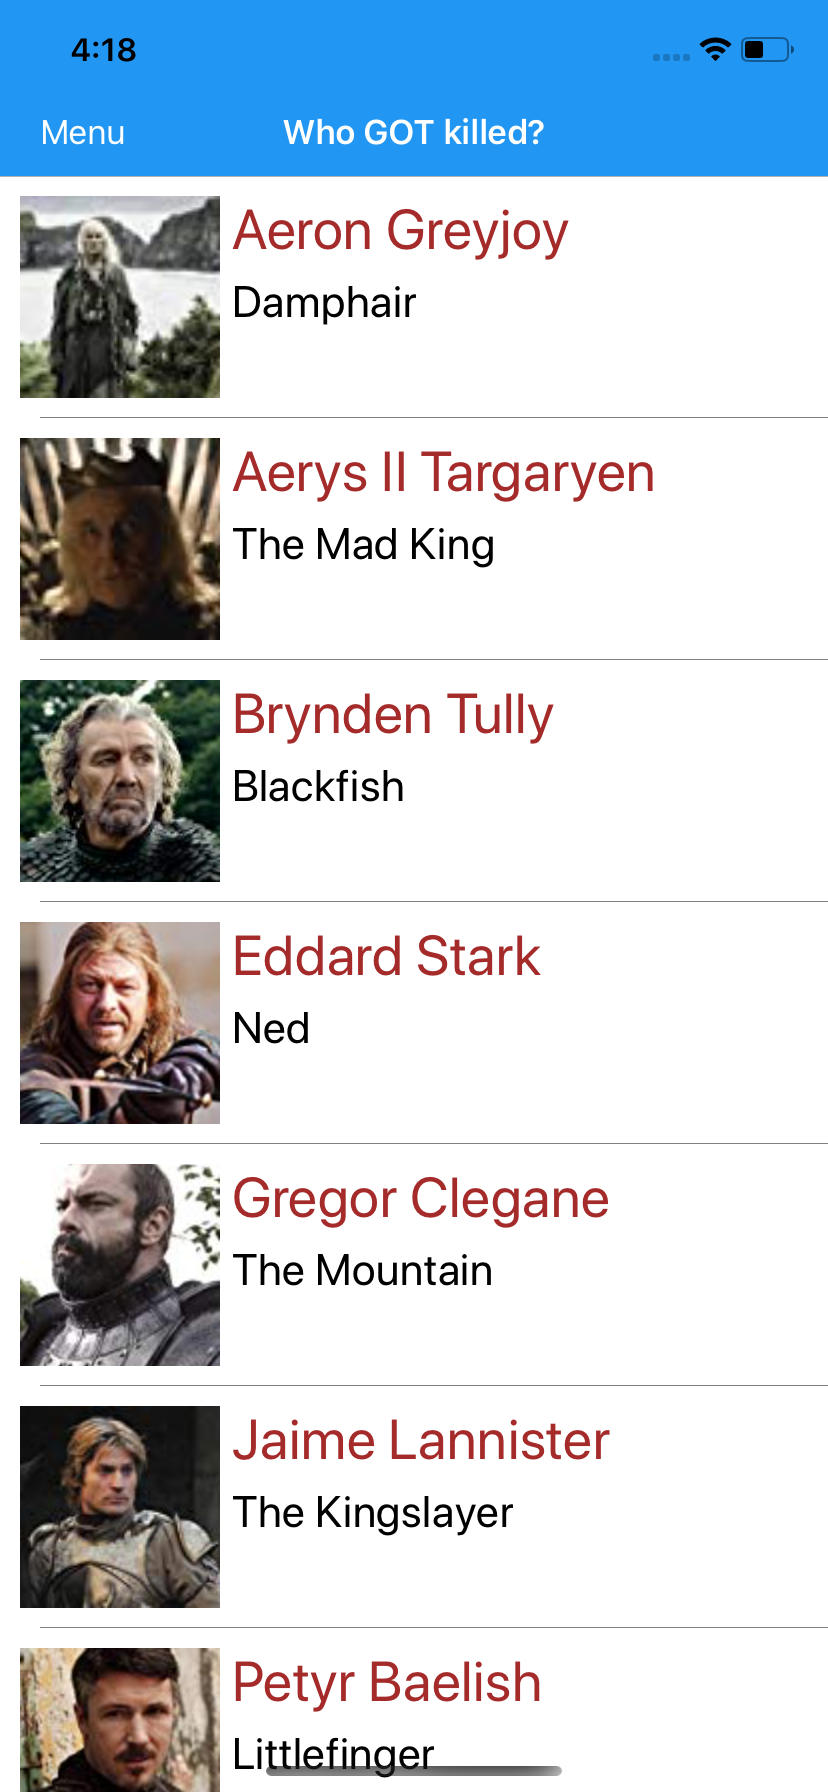 4:18
Menu Who GOT killed?
Aeron Greyjoy
Damphair
Aerys II Targaryen
The Mad King
Brynden Tully
Blackfish
Eddard Stark
Ned
Gregor Clegane
The Mountain
Jaime Lannister
The Kingslayer
Petyr Baelish
Littlefinger